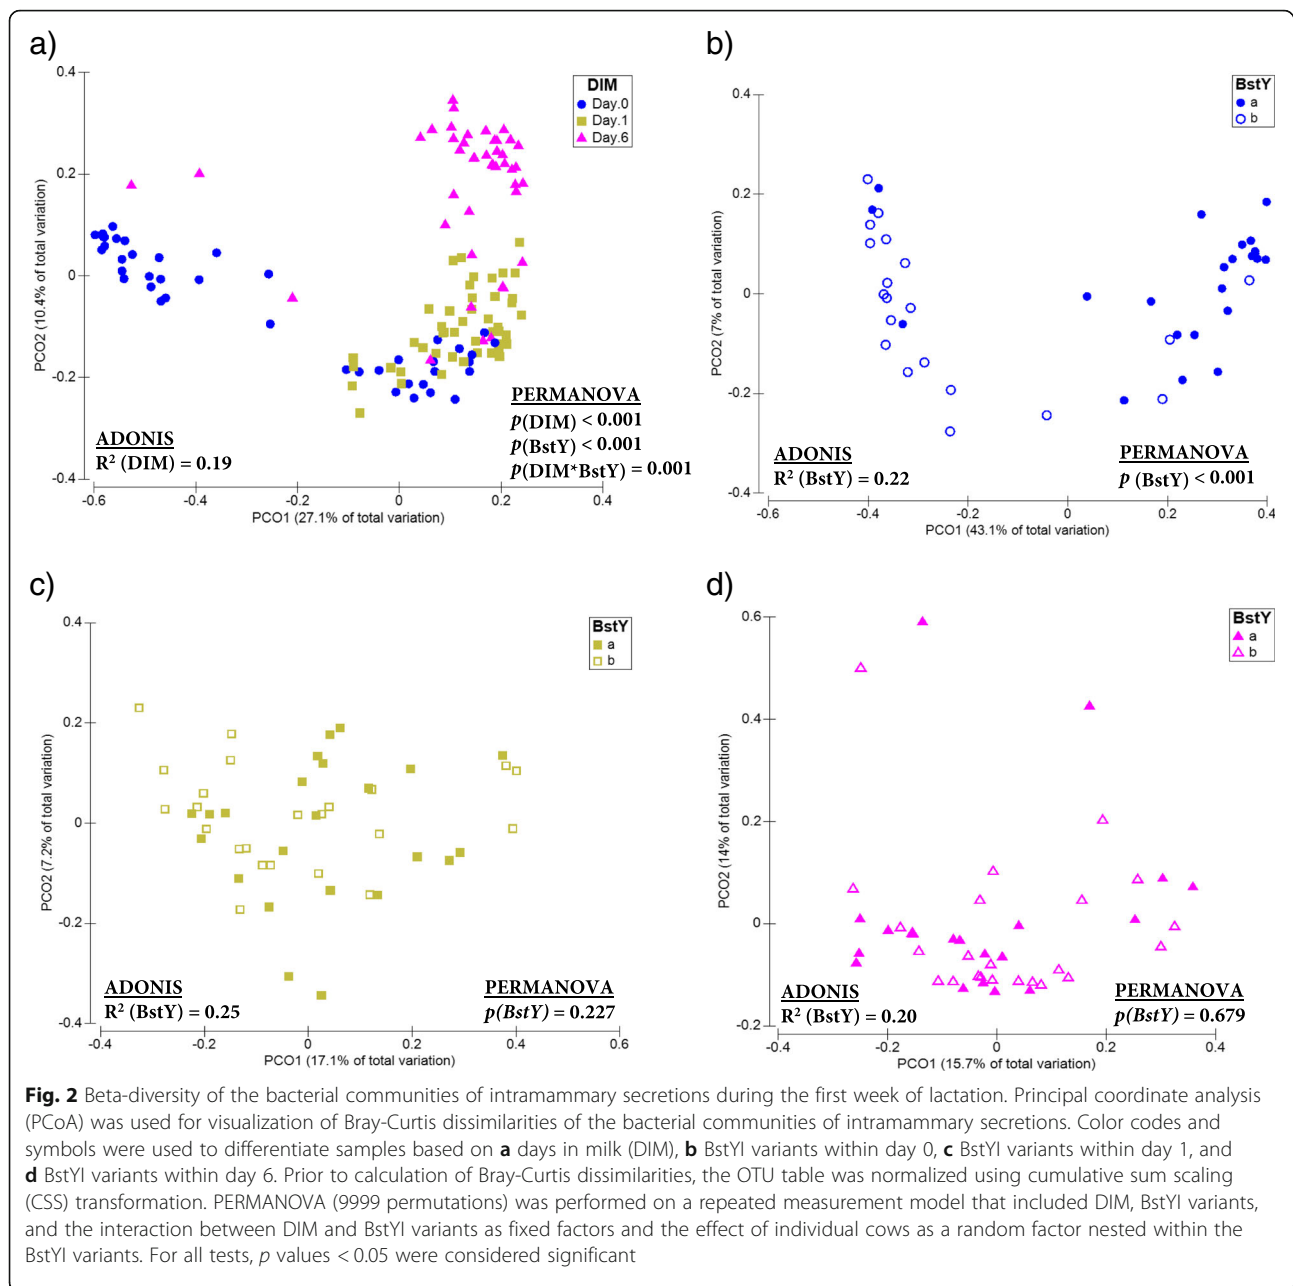 a)
0.4
0.2
0
-0.2
-0.4
PCO2 (10.4% of total variation)
DIM
Day.0
Day.1
Day.6
ADONIS
R² (DIM) = 0.19
PERMANOVA
p(DIM) < 0.001
p(BstY) < 0.001
p(DIM*BstY) = 0.001
-0.6 -0.4 -0.2 0 0.2 0.4
PCO1 (27.1% of total variation)
b)
0.4
0.2
0
-0.2
-0.4
PCO2 (7% of total variation)
BstY
a
b
ADONIS
R² (BstY) = 0.22
PERMANOVA
p (BstY) < 0.001
-0.6 -0.4 -0.2 0 0.2 0.4
PCO1 (43.1% of total variation)
c)
0.4
0.2
0
-0.2
-0.4
PCO2 (7.2% of total variation)
BstY
a
b
ADONIS
R² (BstY) = 0.25
PERMANOVA
p(BstY) = 0.227
-0.4 -0.2 0 0.2 0.4 0.6
PCO1 (17.1% of total variation)
d)
0.6
0.4
0.2
0
-0.2
PCO2 (14% of total variation)
BstY
a
b
ADONIS
R² (BstY) = 0.20
PERMANOVA
p(BstY) = 0.679
-0.4 -0.2 0 0.2 0.4
PCO1 (15.7% of total variation)
Fig. 2 Beta-diversity of the bacterial communities of intramammary secretions during the first week of lactation. Principal coordinate analysis
(PCoA) was used for visualization of Bray-Curtis dissimilarities of the bacterial communities of intramammary secretions. Color codes and
symbols were used to differentiate samples based on a days in milk (DIM), b BstYI variants within day 0, c BstYI variants within day 1, and
d BstYI variants within day 6. Prior to calculation of Bray-Curtis dissimilarities, the OTU table was normalized using cumulative sum scaling
(CSS) transformation. PERMANOVA (9999 permutations) was performed on a repeated measurement model that included DIM, BstYI variants,
and the interaction between DIM and BstYI variants as fixed factors and the effect of individual cows as a random factor nested within the
BstYI variants. For all tests, p values < 0.05 were considered significant